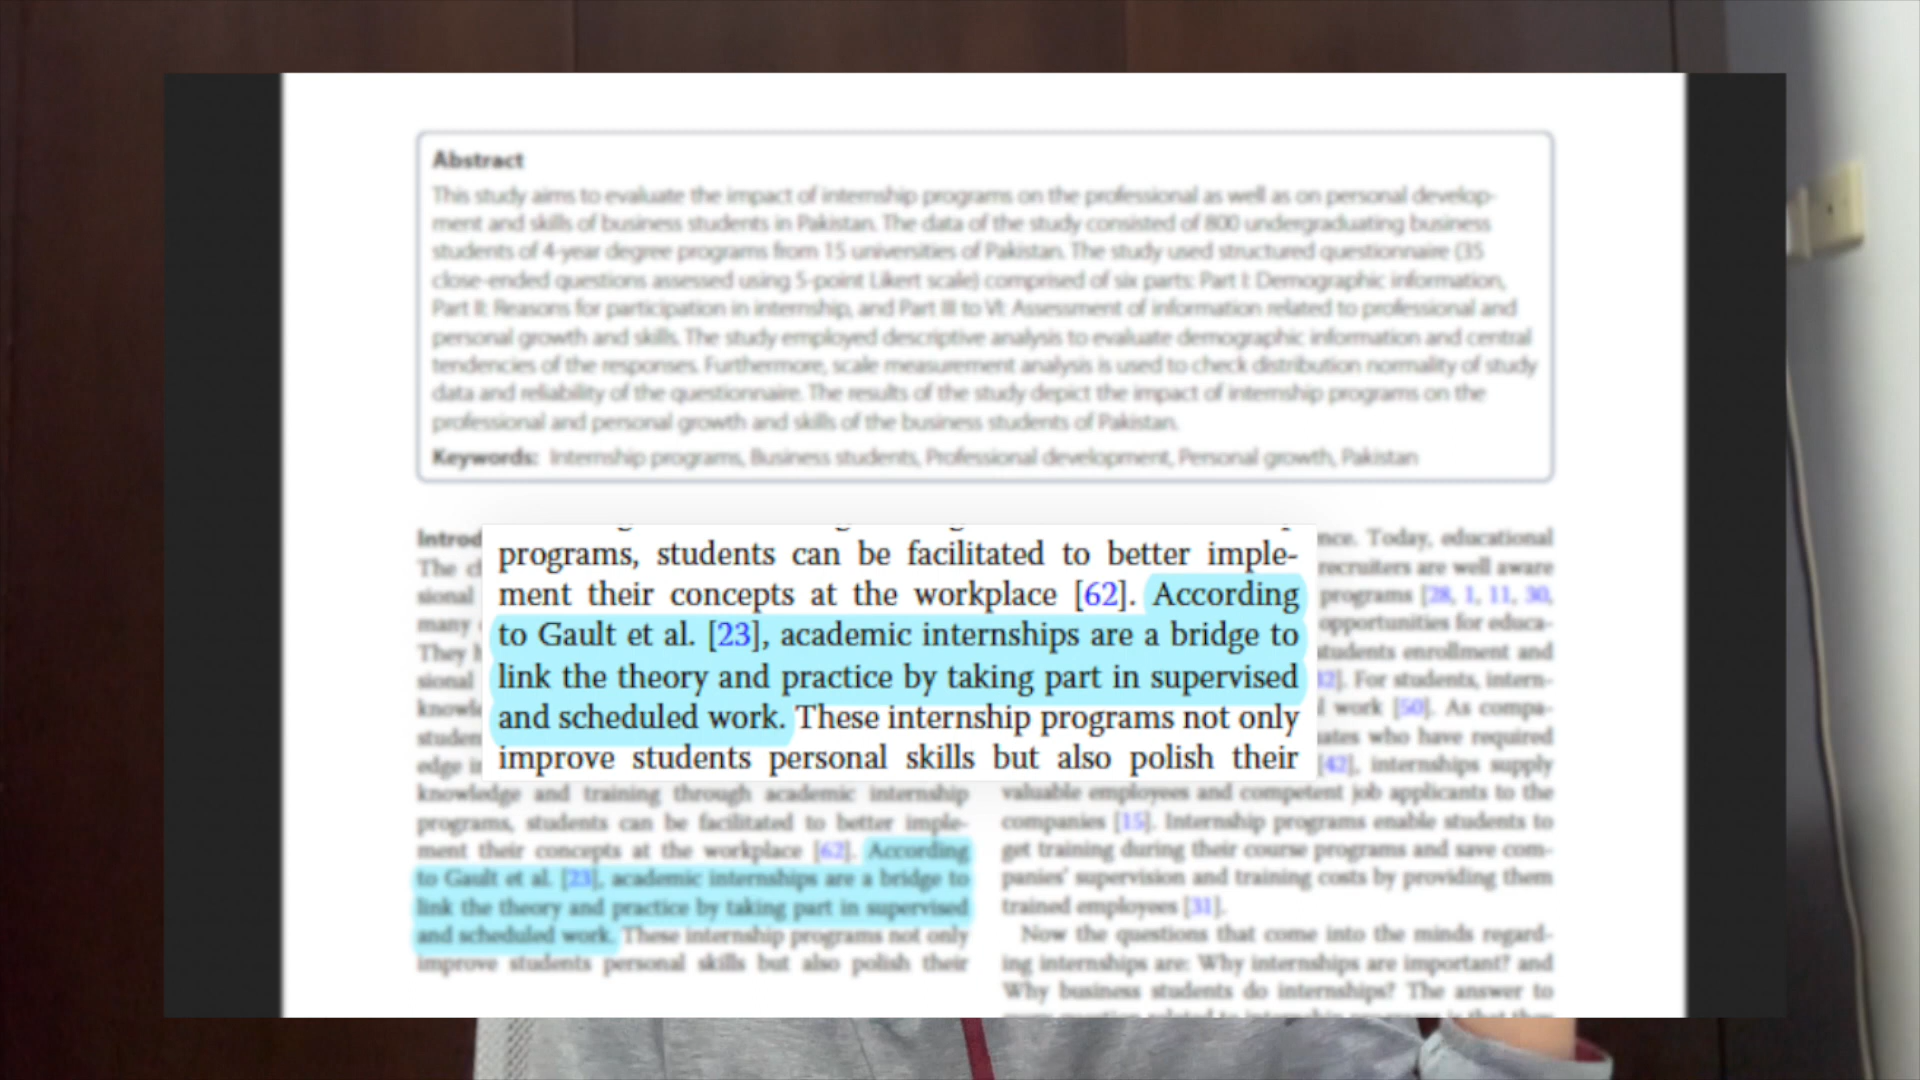 Abstract
This study aims to evaluate the impact of internship programs on the professional as well as on personal develop-
ment and skills of business students in Pakistan. The data of the study consisted of 800 undergraduating business
students of 4-year degree programs from 15 universities of Pakistan. The study used structured questionnaire (35
close-ended questions assessed using 5-point Likert scale) comprised of six parts: Part I: Demographic information,
Part II: Reasons for participation in internship, and Part III to VI: Assessment of information related to professional and
personal growth and skills. The study employed descriptive analysis to evaluate demographic information and central
tendencies of the responses. Furthermore, scale measurement analysis is used to check distribution normality of study
data and reliability of the questionnaire. The results of the study depict the impact of internship programs on the
professional and personal growth and skills of the business students of Pakistan.
Keywords: Internship programs, Business students, Professional development, Personal growth, Pakistan
programs, students can be facilitated to better imple-
ment their concepts at the workplace [62]. According
to Gault et al. [23], academic internships are a bridge to
link the theory and practice by taking part in supervised
and scheduled work. These internship programs not only
improve students personal skills but also polish their
knowledge and training through academic internship
programs, students can be facilitated to better imple-
ment their concepts at the workplace [62]. According
to Gault et al. [23], academic internships are a bridge to
link the theory and practice by taking part in supervised
and scheduled work. These internship programs not only
improve students personal skills but also polish their
Today, educational
recruiters are well aware
programs [28, 1, 11, 30,
opportunities for educa-
students enrollment and
For students, intern-
work [50]. As compa-
who have required
[42], internships supply
valuable employees and competent job applicants to the
companies [15]. Internship programs enable students to
get training during their course programs and save com-
panies' supervision and training costs by providing them
trained employees [31].
Now the questions that come into the minds regard-
ing internships are: Why internships are important? and
Why business students do internships? The answer to